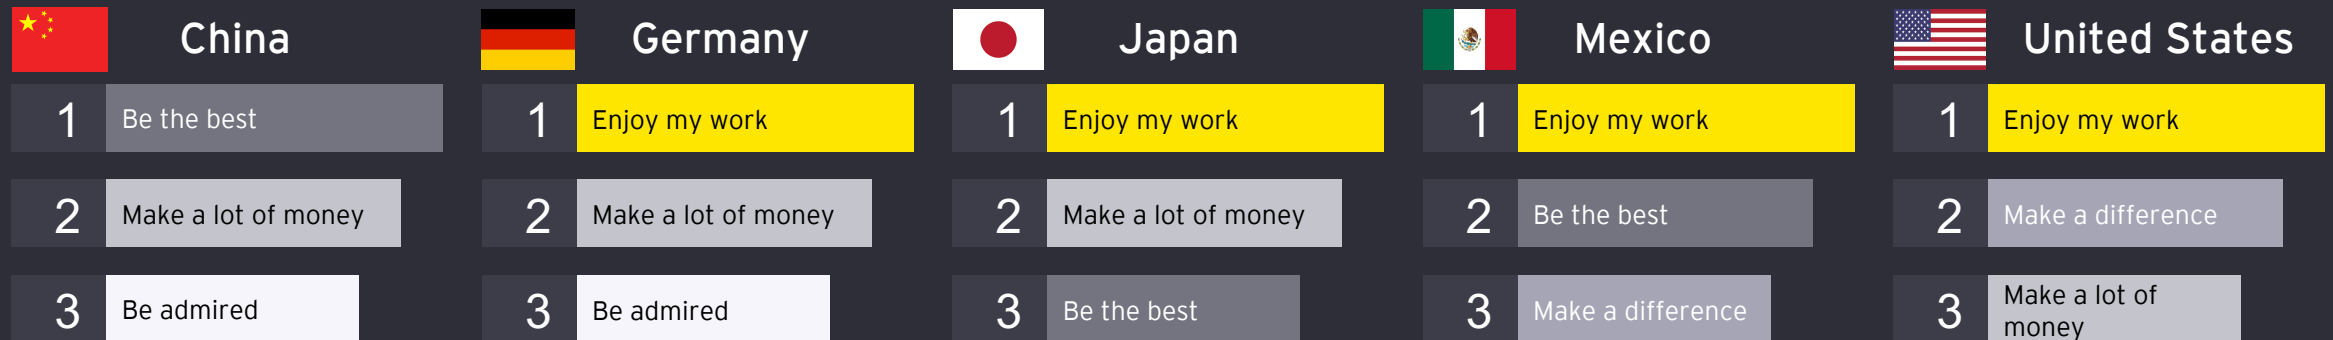 China
1
Be the best
2
Make a lot of money
3
Be admired
Germany
1
Enjoy my work
2
Make a lot of money
3
Be admired
Japan
1
Enjoy my work
2
Make a lot of money
3
Be the best
Mexico
1
Enjoy my work
2
Be the best
3
Make a difference
United States
1
Enjoy my work
2
Make a difference
3
Make a lot of
money